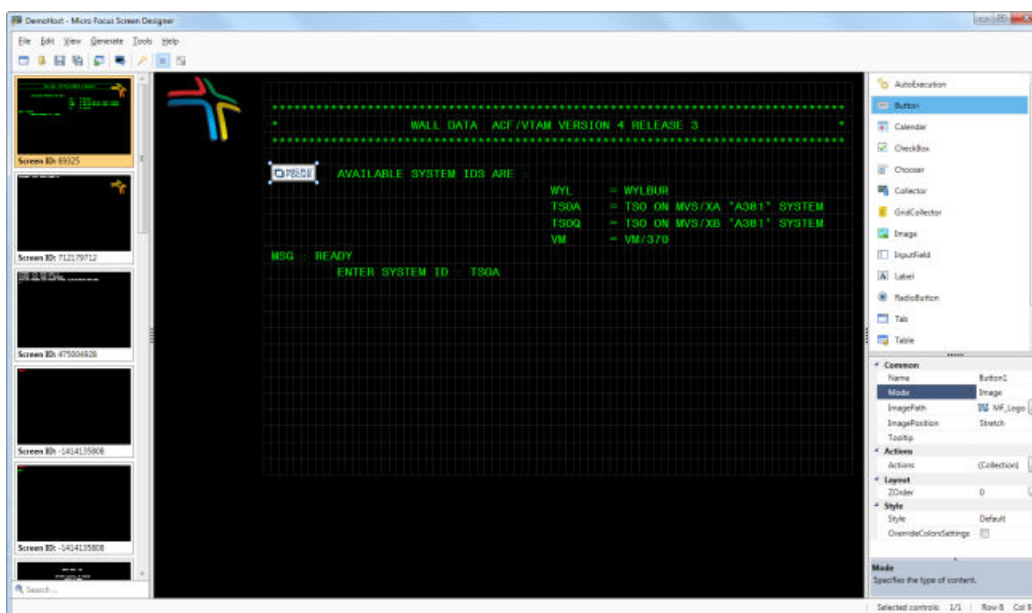 DemoHost - Micro Focus Screen Designer
File Edit View Generate Tools Help
Screen ID: 69325
Screen ID: 712179712
Screen ID: 475004928
Screen ID: -1414135808
Screen ID: -1414135808
Search...
****************************************************************
* WALL DATA ACF/VTAM VERSION 4 RELEASE 3 *
****************************************************************
AVAILABLE SYSTEM IDS ARE :
WYL = WYLBUR
TSOA = TSO ON MVS/XA "A381" SYSTEM
TSOQ = TSO ON MVS/XB "A381" SYSTEM
VM = VM/370
MSG : READY
ENTER SYSTEM ID : TSOA
AutoExecution
Button
Calendar
CheckBox
Chooser
Collector
GridCollector
Image
InputField
Label
RadioButton
Tab
Table
Common
Name Button1
Mode Image
ImagePath MF_Logo
ImagePosition Stretch
Tooltip
Actions
Actions (Collection)
Layout
ZOrder 0
Style
Style Default
OverrideColorsSettings
Mode
Specifies the type of content.
Selected controls: 1/1 Row 8 Col